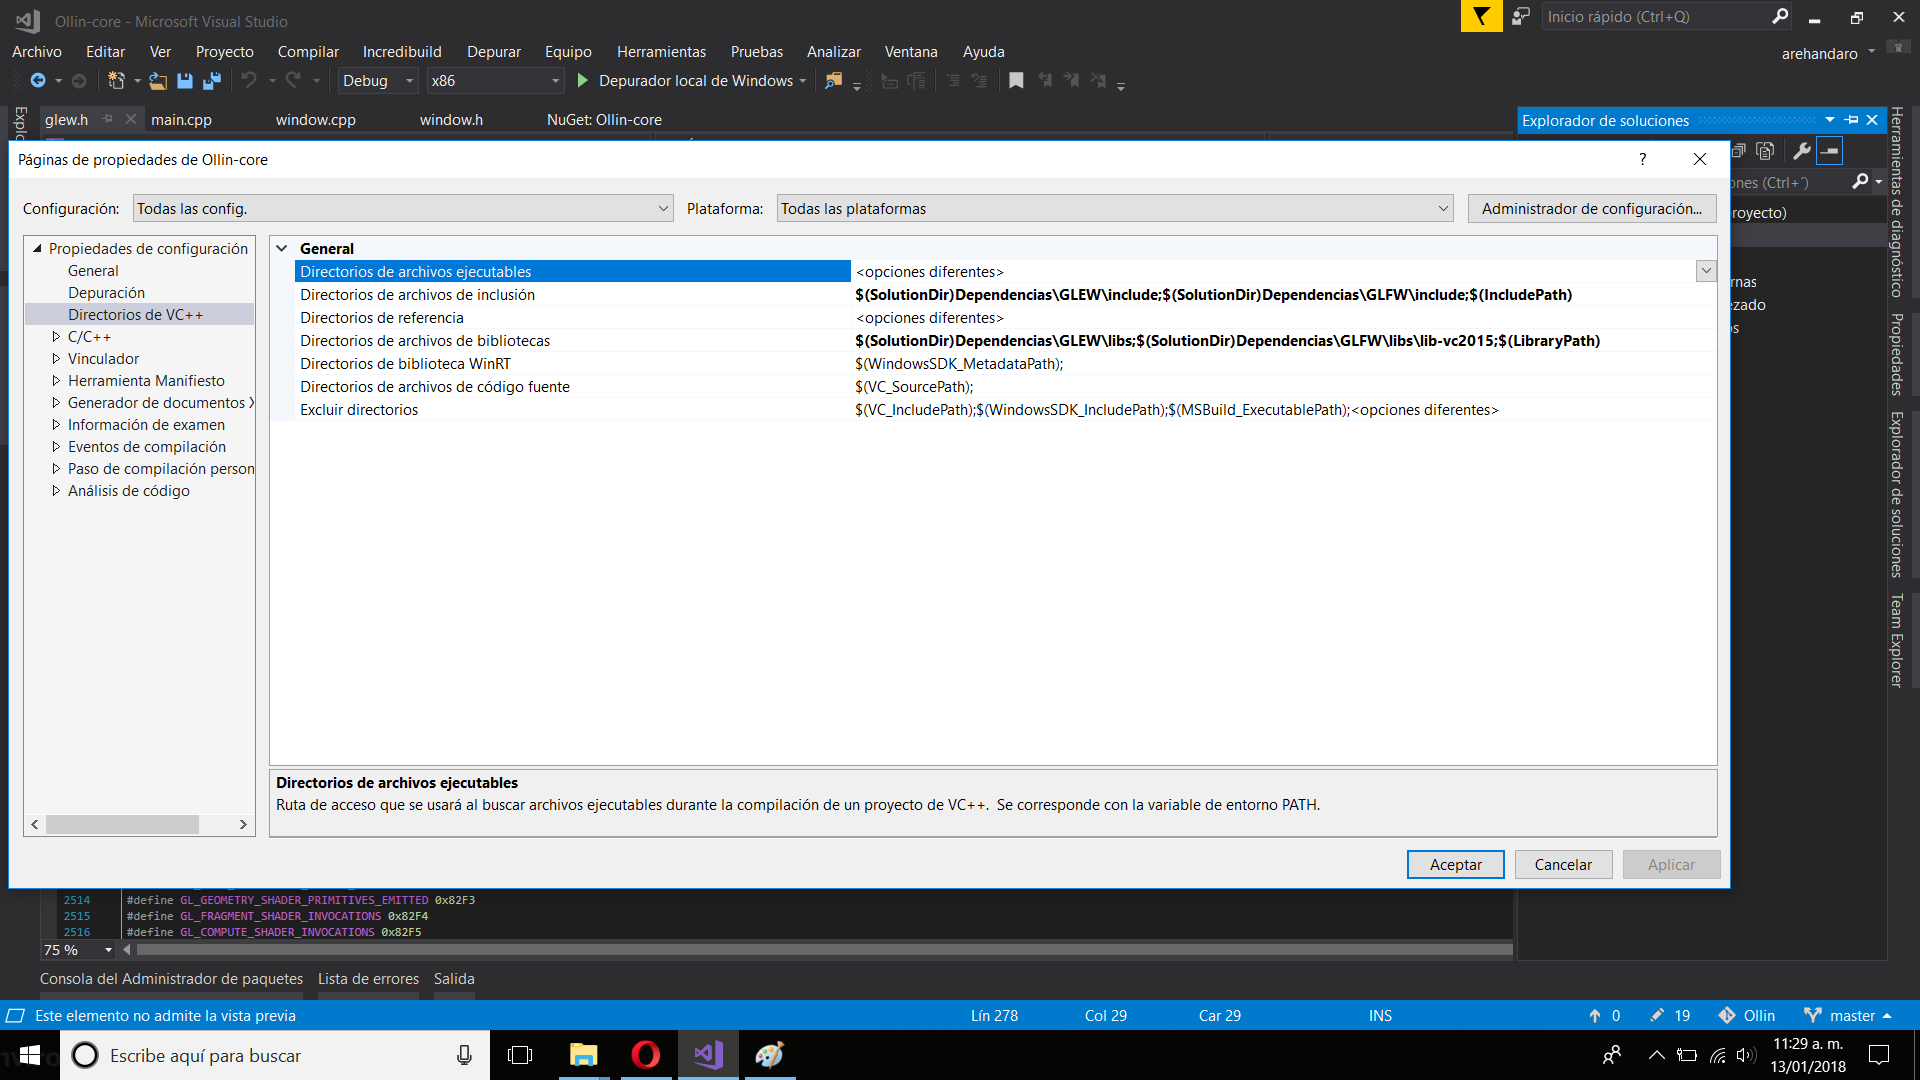 Ollin-core - Microsoft Visual Studio
Inicio rápido (Ctrl+Q)
Archivo Editar Ver Proyecto Compilar Incredibuild Depurar Equipo Herramientas Pruebas Analizar Ventana Ayuda
arehandaro
Debug x86 Depurador local de Windows
glew.h main.cpp window.cpp window.h NuGet: Ollin-core
Explorador de soluciones
Páginas de propiedades de Ollin-core
?
Configuración: Todas las config. Plataforma: Todas las plataformas Administrador de configuración...
Propiedades de configuración
General
Depuración
Directorios de VC++
C/C++
Vinculador
Herramienta Manifiesto
Generador de documentos X
Información de examen
Eventos de compilación
Paso de compilación person
Análisis de código
General
Directorios de archivos ejecutables <opciones diferentes>
Directorios de archivos de inclusión $(SolutionDir)Dependencias\GLEW\include;$(SolutionDir)Dependencias\GLFW\include;$(IncludePath)
Directorios de referencia <opciones diferentes>
Directorios de archivos de bibliotecas $(SolutionDir)Dependencias\GLEW\libs;$(SolutionDir)Dependencias\GLFW\libs\lib-vc2015;$(LibraryPath)
Directorios de biblioteca WinRT $(WindowsSDK_MetadataPath);
Directorios de archivos de código fuente $(VC_SourcePath);
Excluir directorios $(VC_IncludePath);$(WindowsSDK_IncludePath);$(MSBuild_ExecutablePath);<opciones diferentes>
Directorios de archivos ejecutables
Ruta de acceso que se usará al buscar archivos ejecutables durante la compilación de un proyecto de VC++. Se corresponde con la variable de entorno PATH.
Aceptar Cancelar Aplicar
ones (Ctrl+´)
royecto)
rnas
ezado
os
Herramientas de diagnóstico
Propiedades
Explorador de soluciones
Team Explorer
2514 #define GL_GEOMETRY_SHADER_PRIMITIVES_EMITTED 0x82F3
2515 #define GL_FRAGMENT_SHADER_INVOCATIONS 0x82F4
2516 #define GL_COMPUTE_SHADER_INVOCATIONS 0x82F5
75 %
Consola del Administrador de paquetes Lista de errores Salida
Este elemento no admite la vista previa Lín 278 Col 29 Car 29 INS 0 19 Ollin master
Escribe aquí para buscar
11:29 a. m.
13/01/2018